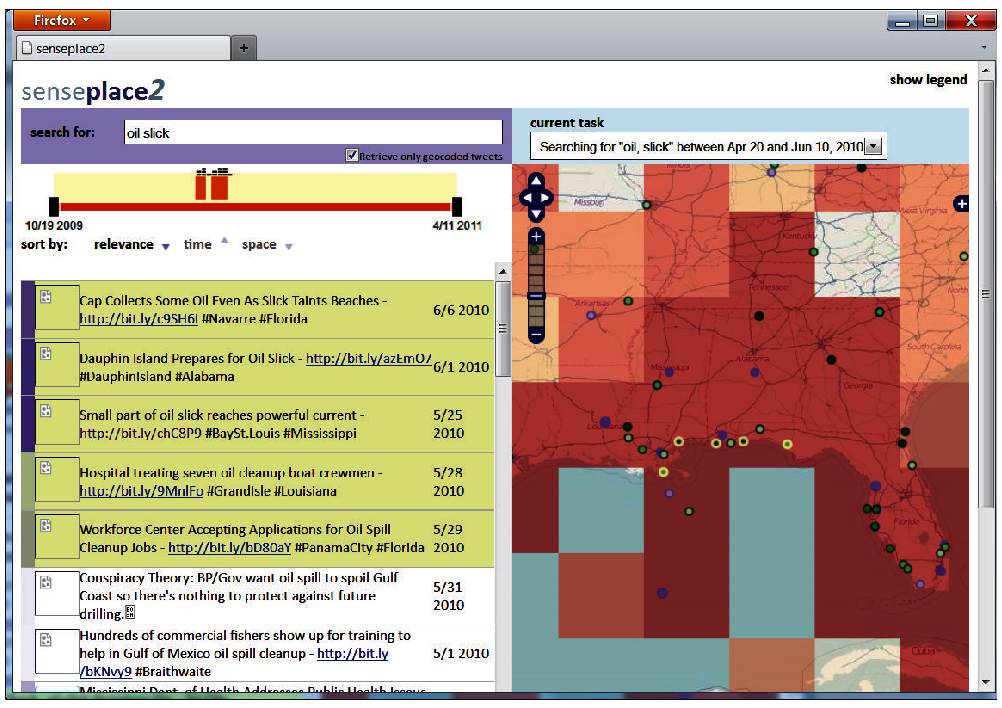 Firefox
senseplace2
+
senseplace2
show legend
search for:
oil slick
Retrieve only geocoded tweets
current task
Searching for "oil, slick" between Apr 20 and Jun 10, 2010
10/19 2009
4/11 2011
sort by: relevance time space
Cap Collects Some Oil Even As Slick Taints Beaches -
http://bit.ly/c9SH6I #Navarre #Florida
6/6 2010
Dauphin Island Prepares for Oil Slick - http://bit.ly/azEmO7
#DauphinIsland #Alabama
6/1 2010
Small part of oil slick reaches powerful current -
http://bit.ly/chC8P9 #BaySt.Louis #Mississippi
5/25
2010
Hospital treating seven oil cleanup boat crewmen -
http://bit.ly/9MnlFo #GrandIsle #Louisiana
5/28
2010
Workforce Center Accepting Applications for Oil Spill
Cleanup Jobs - http://bit.ly/bD80aY #PanamaCity #Florida
5/29
2010
Conspiracy Theory: BP/Gov want oil spill to spoil Gulf
Coast so there's nothing to protect against future
drilling.
5/31
2010
Hundreds of commercial fishers show up for training to
help in Gulf of Mexico oil spill cleanup - http://bit.ly
/bKNvy9 #Braithwaite
5/1 2010
Mississippi Dept. of Health Addresses Public Health Issues
Missouri
West Virginia
Kentucky
Tennessee
Arkansas
North
South Carolina
Mississippi
Alabama
Georgia
Louisiana
Florida
Cuba